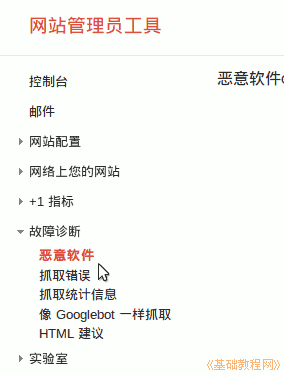 网站管理员工具
控制台
恶意软件
邮件
网站配置
网络上您的网站
+1 指标
故障诊断
恶意软件
抓取错误
抓取统计信息
像 Googlebot 一样抓取
HTML 建议
实验室
《基础教程网》